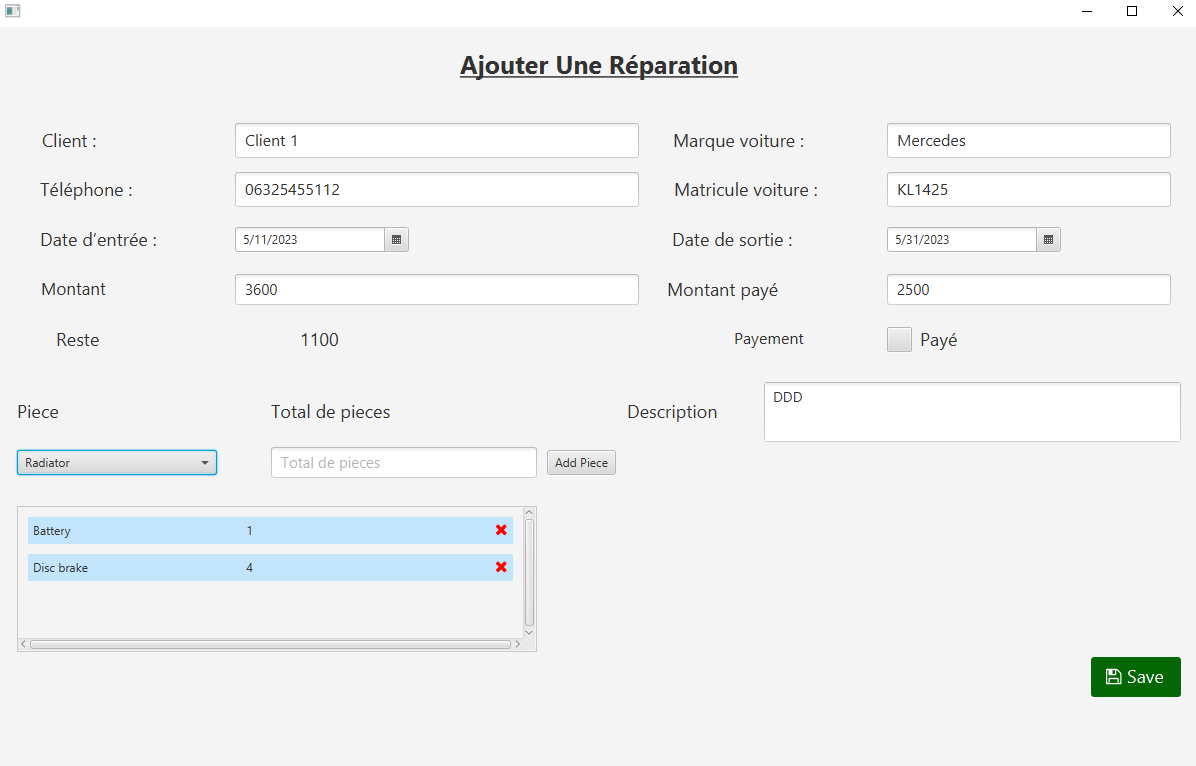 Ajouter Une Réparation
Client : Client 1 Marque voiture : Mercedes
Téléphone : 06325455112 Matricule voiture : KL1425
Date d'entrée : 5/11/2023 Date de sortie : 5/31/2023
Montant 3600 Montant payé 2500
Reste 1100 Payement Payé
Piece Total de pieces Description DDD
Radiator Total de pieces Add Piece
Battery 1
Disc brake 4
Save